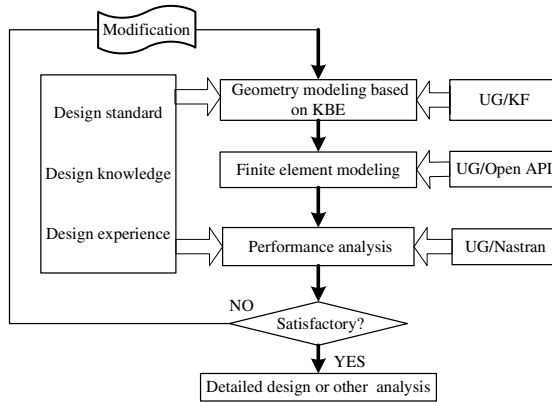 Modification
Geometry modeling based
on KBE
UG/KF
Design standard
Design knowledge
Design experience
Finite element modeling
UG/Open API
Performance analysis
UG/Nastran
NO
Satisfactory?
YES
Detailed design or other analysis